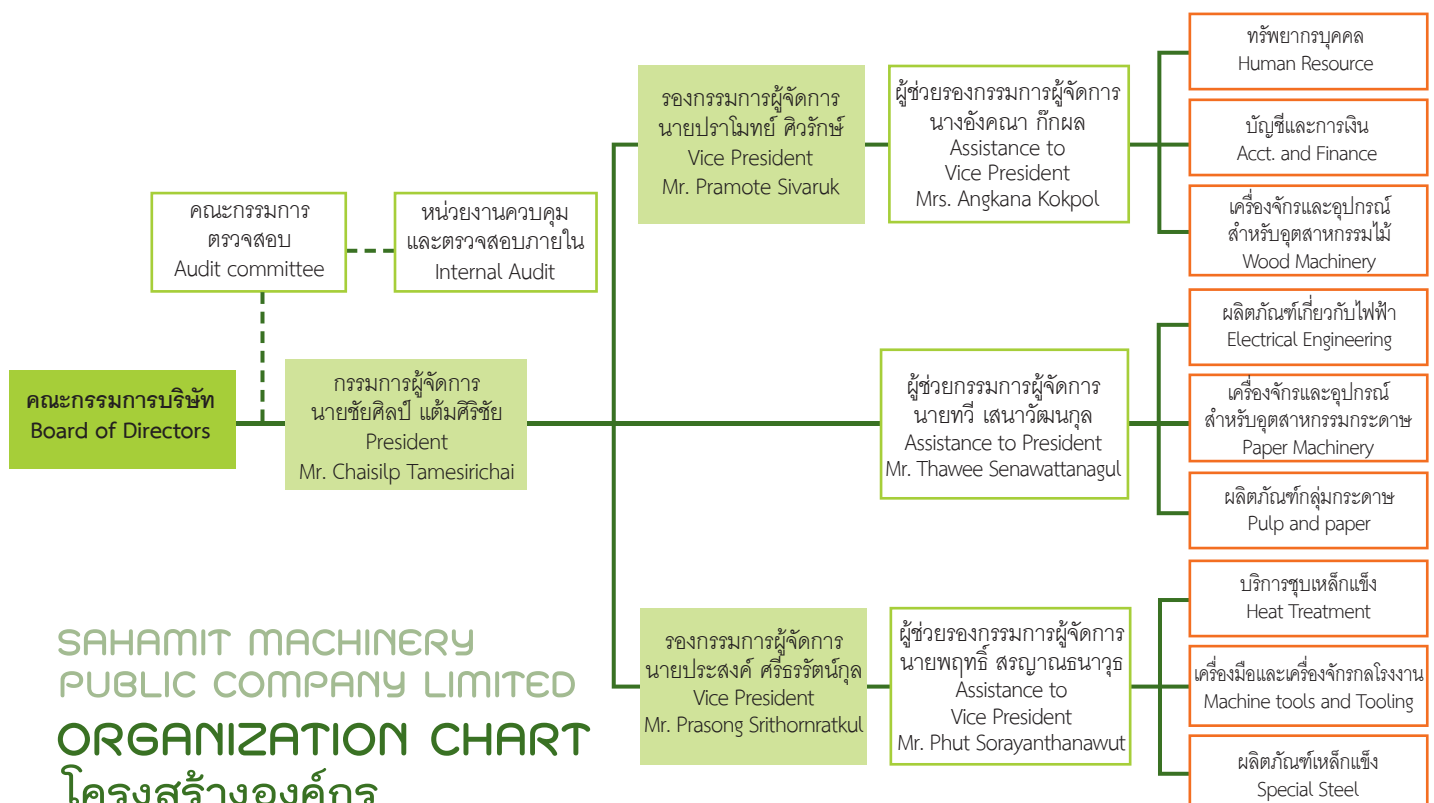 คณะกรรมการบริษัท
Board of Directors
คณะกรรมการ
ตรวจสอบ
Audit committee
หน่วยงานควบคุม
และตรวจสอบภายใน
Internal Audit
กรรมการผู้จัดการ
นายชัยศิลป์ แต้มศิริชัย
President
Mr. Chaisilp Tamesirichai
รองกรรมการผู้จัดการ
นายปราโมทย์ ศิวรักษ์
Vice President
Mr. Pramote Sivaruk
ผู้ช่วยรองกรรมการผู้จัดการ
นางอังคณา ก๊กผล
Assistance to
Vice President
Mrs. Angkana Kokpol
ทรัพยากรบุคคล
Human Resource
บัญชีและการเงิน
Acct. and Finance
เครื่องจักรและอุปกรณ์
สำหรับอุตสาหกรรมไม้
Wood Machinery
ผู้ช่วยกรรมการผู้จัดการ
นายทวี เสนาวัฒนกุล
Assistance to President
Mr. Thawee Senawattanagul
ผลิตภัณฑ์เกี่ยวกับไฟฟ้า
Electrical Engineering
เครื่องจักรและอุปกรณ์
สำหรับอุตสาหกรรมกระดาษ
Paper Machinery
ผลิตภัณฑ์กลุ่มกระดาษ
Pulp and paper
รองกรรมการผู้จัดการ
นายประสงค์ ศรีธรรัตน์กุล
Vice President
Mr. Prasong Srithornratkul
ผู้ช่วยรองกรรมการผู้จัดการ
นายพฤทธิ์ สรญาณธนาวุธ
Assistance to
Vice President
Mr. Phut Sorayanthanawut
บริการชุบเหล็กแข็ง
Heat Treatment
เครื่องมือและเครื่องจักรกลโรงงาน
Machine tools and Tooling
ผลิตภัณฑ์เหล็กแข็ง
Special Steel
SAHAMIT MACHINERY
PUBLIC COMPANY LIMITED
ORGANIZATION CHART
โครงสร้างองค์กร